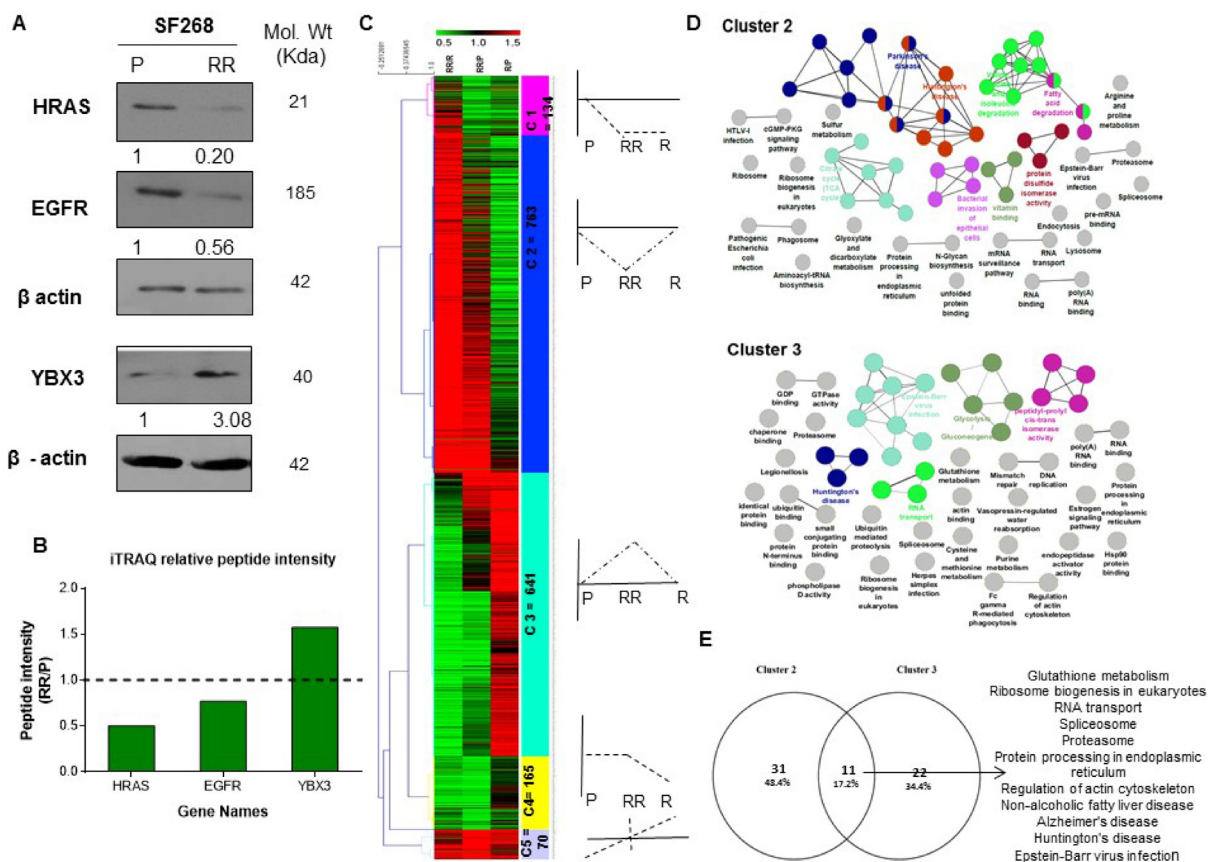 A
SF268
P RR
Mol. Wt
(Kda)
HRAS
21
1 0.20
EGFR
185
1 0.56
β actin
42
YBX3
40
1 3.08
β - actin
42
B
iTRAQ relative peptide intensity
Peptide intensity
(RR/P)
2.0
1.5
1.0
0.5
0.0
HRAS EGFR YBX3
Gene Names
C
0.5 1.0 1.5
1.0
RR/R RR/P R/P
C 1
= 134
C 2 = 763
C 3 = 641
C4= 165
C5 =
70
P RR R
P RR R
P RR R
P RR R
D
Cluster 2
Parkinson's
disease
Huntington's
disease
isoleucine
degradation
Fatty
acid
degradation
Arginine
and
proline
metabolism
HTLV-I
infection
cGMP-PKG
signaling
pathway
Sulfur
metabolism
Ribosome
Ribosome
biogenesis in
eukaryotes
Citrate cycle
(TCA
cycle)
Bacterial
invasion
of
epithelial
cells
vitamin
binding
protein
disulfide
isomerase
activity
Epstein-Barr
virus
infection
Proteasome
Spliceosome
pre-mRNA
binding
Endocytosis
Lysosome
Pathogenic
Escherichia
coli infection
Phagosome
Aminoacyl-tRNA
biosynthesis
Glyoxylate and
dicarboxylate
metabolism
Protein
processing in
endoplasmic
reticulum
N-Glycan
biosynthesis
unfolded
protein
binding
mRNA
surveillance
pathway
RNA
transport
RNA
binding
poly(A)
RNA
binding
Cluster 3
GDP
binding
GTPase
activity
chaperone
binding
Proteasome
Legionellosis
Epstein-Barr
virus
infection
Glycolysis /
Gluconeogenesis
peptidyl-prolyl
cis-trans
isomerase
activity
poly(A)
RNA
binding
RNA
binding
Huntington's
disease
RNA
transport
Glutathione
metabolism
Mismatch
repair
DNA
replication
Protein
processing in
endoplasmic
reticulum
identical
protein
binding
ubiquitin
binding
small
conjugating
protein binding
Ubiquitin
mediated
proteolysis
Spliceosome
actin
binding
Vasopressin-regulated
water
reabsorption
Estrogen
signaling
pathway
protein
N-terminus
binding
phospholipase
D activity
Ribosome
biogenesis
in
eukaryotes
Herpes
simplex
infection
Cysteine
and
methionine
metabolism
Purine
metabolism
endopeptidase
activator
activity
Hsp90
protein
binding
Fc
gamma
R-mediated
phagocytosis
Regulation
of actin
cytoskeleton
E
Cluster 2 Cluster 3
31
48.4%
11
17.2%
22
34.4%
Glutathione metabolism
Ribosome biogenesis in eukaryotes
RNA transport
Spliceosome
Proteasome
Protein processing in endoplasmic
reticulum
Regulation of actin cytoskeleton
Non-alcoholic fatty liver disease
Alzheimer's disease
Huntington's disease
Epstein-Barr virus infection